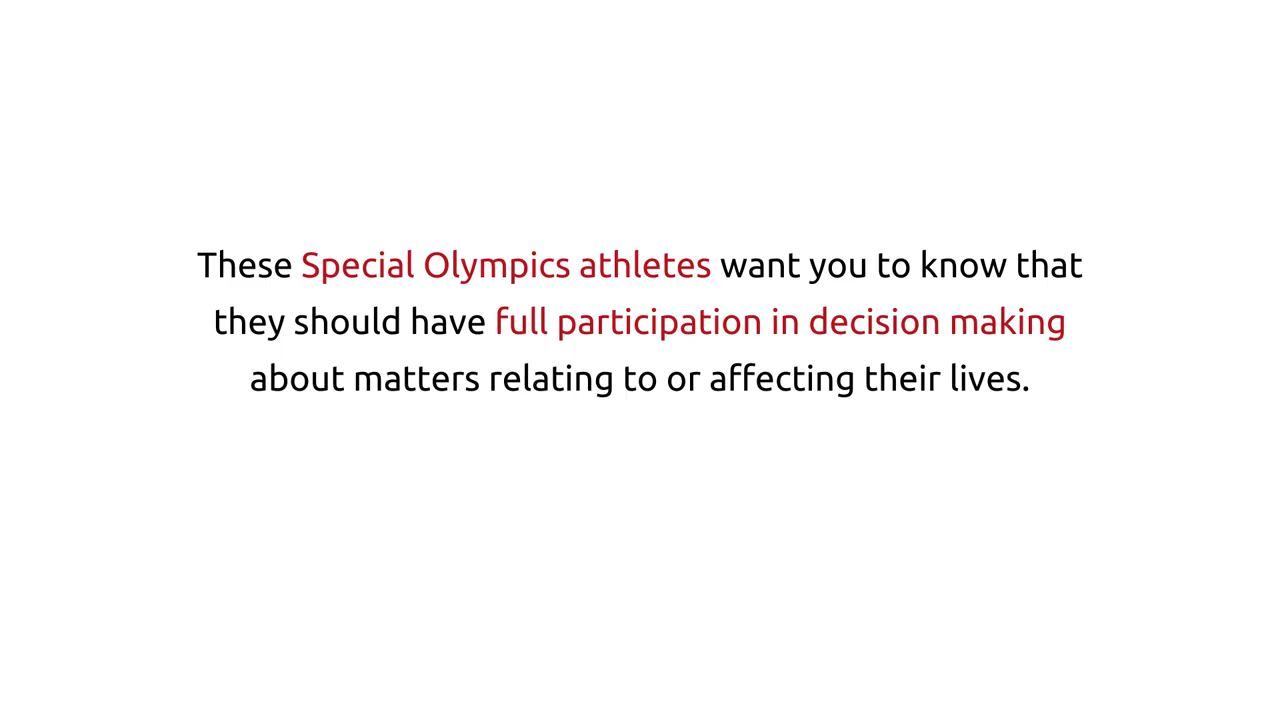 These Special Olympics athletes want you to know that
they should have full participation in decision making
about matters relating to or affecting their lives.